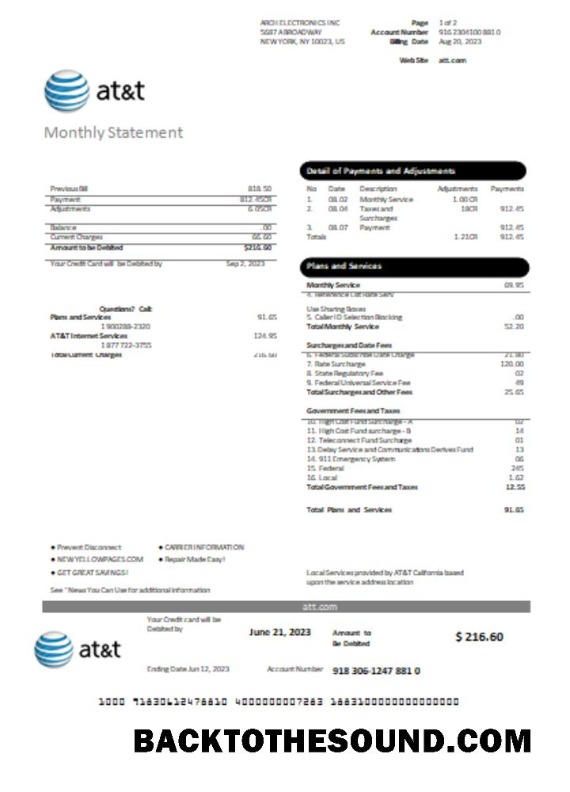 ARCH ELECTRONICS INC
5687 ABROADWAY
NEW YORK, NY 10023, US
Page 1 of 2
Account Number 916 2304100 881 0
Billing Date Aug 20, 2023
Web Site att.com
at&t
Monthly Statement
Previous Bill 818.50
Payment 812.45CR
Adjustments 6.05CR
Balance .00
Current Charges 66.60
Amount to be Debited $216.60
Your Credit Card will be Debited by Sep 2, 2023
Questions? Call:
Plans and Services 91.65
1 900288-2320
AT&T Internet Services 124.95
1 877 722-3755
Total Current Charges 216.60
Detail of Payments and Adjustments
No Date Description Adjustments Payments
1. 08.02 Monthly Service 1.00CR
2. 08.04 Taxes and Surcharges 18CR 912.45
3. 08.07 Payment 912.45
Totals 1.21CR 912.45
Plans and Services
Monthly Service 69.95
Use Sharing Boxes
5. Caller ID Selection Blocking .00
Total Monthly Service 52.20
Surcharges and Date Fees
6. Federal Subscribe Date Charge 21.80
7. Rate Surcharge 120.00
8. State Regulatory Fee 02
9. Federal Universal Service Fee 49
Total Surcharges and Other Fees 25.65
Government Fees and Taxes
10. High Cost Fund Surcharge - A 02
11. High Cost Fund surcharge - B 14
12. Teleconnect Fund Surcharge 01
13. Delay Service and Communications Derives Fund 13
14. 911 Emergency System 06
15. Federal 245
16. Local 1.62
Total Government Fees and Taxes 12.55
Total Plans and Services 91.65
● Prevent Disconnect ● CARRIER INFORMATION
● NEW YELLOWPAGES.COM ● Repair Made Easy!
● GET GREAT SAVINGS!
See "News You Can Use for additional information
Local Services provided by AT&T California based
upon the service address location
att.com
at&t
Your Credit card will be
Debited by
June 21, 2023
Amount to
Be Debited
$ 216.60
Ending Date Jun 12, 2023
Account Number 918 306-1247 881 0
BACKTOTHESOUND.COM